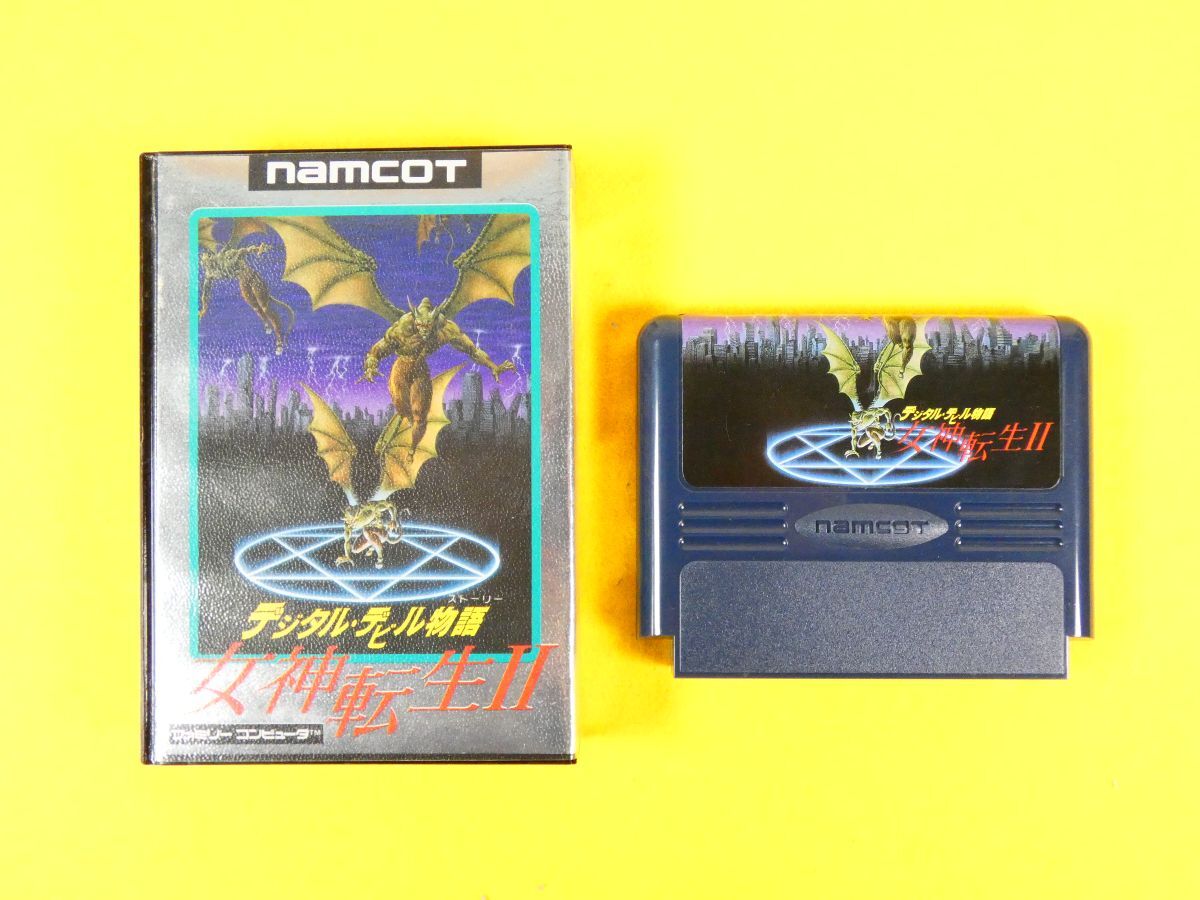 namcot
ストーリー
デジタル・デビル物語
女神転生II
ファミリー コンピュータ™
デジタル・デビル物語
女神転生II
namcot